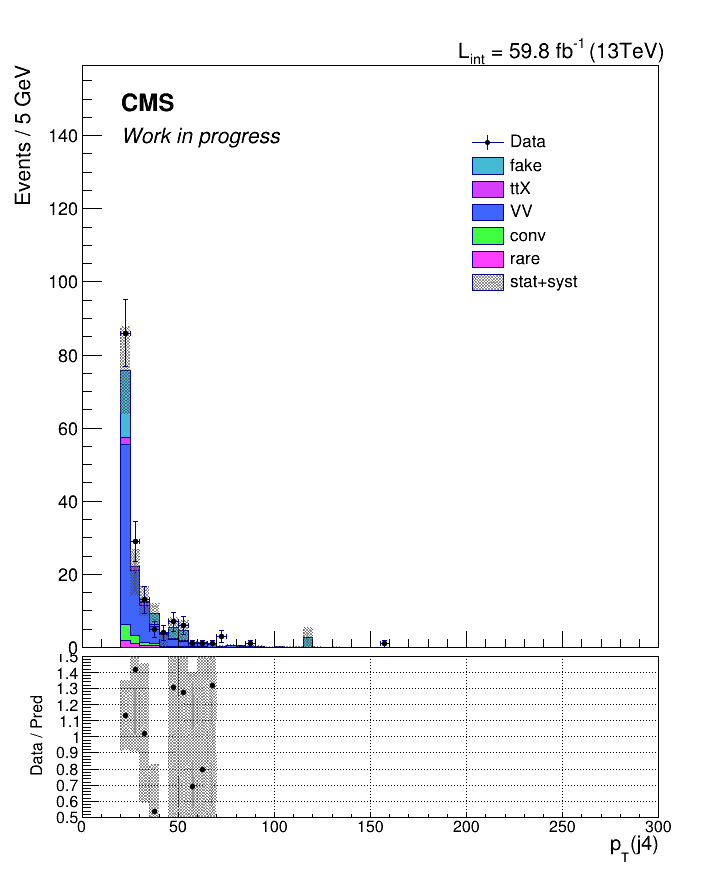 L_int = 59.8 fb^-1 (13TeV)
Events / 5 GeV
CMS
Work in progress
Data
fake
ttX
VV
conv
rare
stat+syst
140
120
100
80
60
40
20
0
Data / Pred
1.5
1.4
1.3
1.2
1.1
1
0.9
0.8
0.7
0.6
0.5
0 50 100 150 200 250 300
p_T(j4)